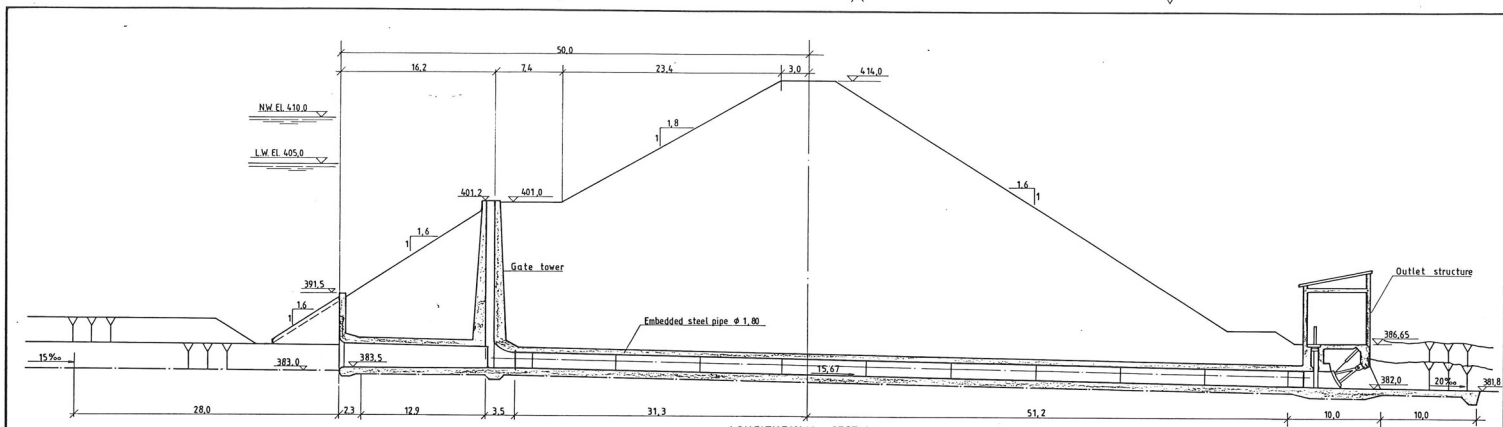 50,0
16,2 7,4 23,4 3,0
414,0
N.W. El. 410,0
1,8
1
L.W. El. 405,0
401,2 401,0
1,6
1
1,6
1
Gate tower
Outlet structure
391,5
1,6
1
Embedded steel pipe ϕ 1,80
386,65
15‰ 383,0 383,5
15,67
382,0 20‰ 381,8
28,0 2,3 12,9 3,5 31,3 51,2 10,0 10,0